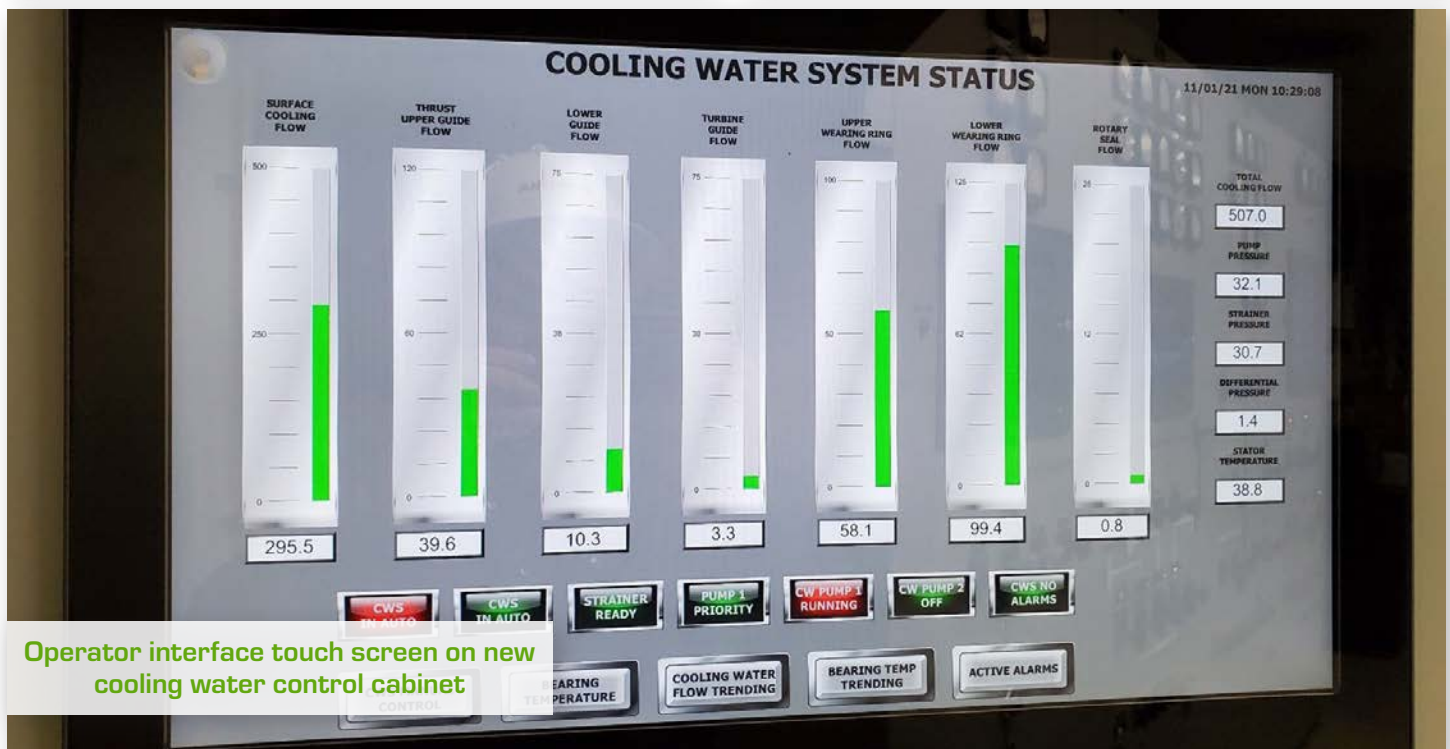 COOLING WATER SYSTEM STATUS
11/01/21 MON 10:29:08
SURFACE
COOLING
FLOW
500
250
0
295.5
THRUST
UPPER GUIDE
FLOW
120
60
0
39.6
LOWER
GUIDE
FLOW
75
38
0
10.3
TURBINE
GUIDE
FLOW
75
38
0
3.3
UPPER
WEARING RING
FLOW
100
50
0
58.1
LOWER
WEARING RING
FLOW
125
62
0
99.4
ROTARY
SEAL
FLOW
25
12
0
0.8
TOTAL
COOLING FLOW
507.0
PUMP
PRESSURE
32.1
STRAINER
PRESSURE
30.7
DIFFERENTIAL
PRESSURE
1.4
STATOR
TEMPERATURE
38.8
CWS
IN AUTO
CWS
IN AUTO
STRAINER
READY
PUMP 1
PRIORITY
CW PUMP 1
RUNNING
CW PUMP 2
OFF
CWS NO
ALARMS
CONTROL
BEARING
TEMPERATURE
COOLING WATER
FLOW TRENDING
BEARING TEMP
TRENDING
ACTIVE ALARMS
Operator interface touch screen on new
cooling water control cabinet